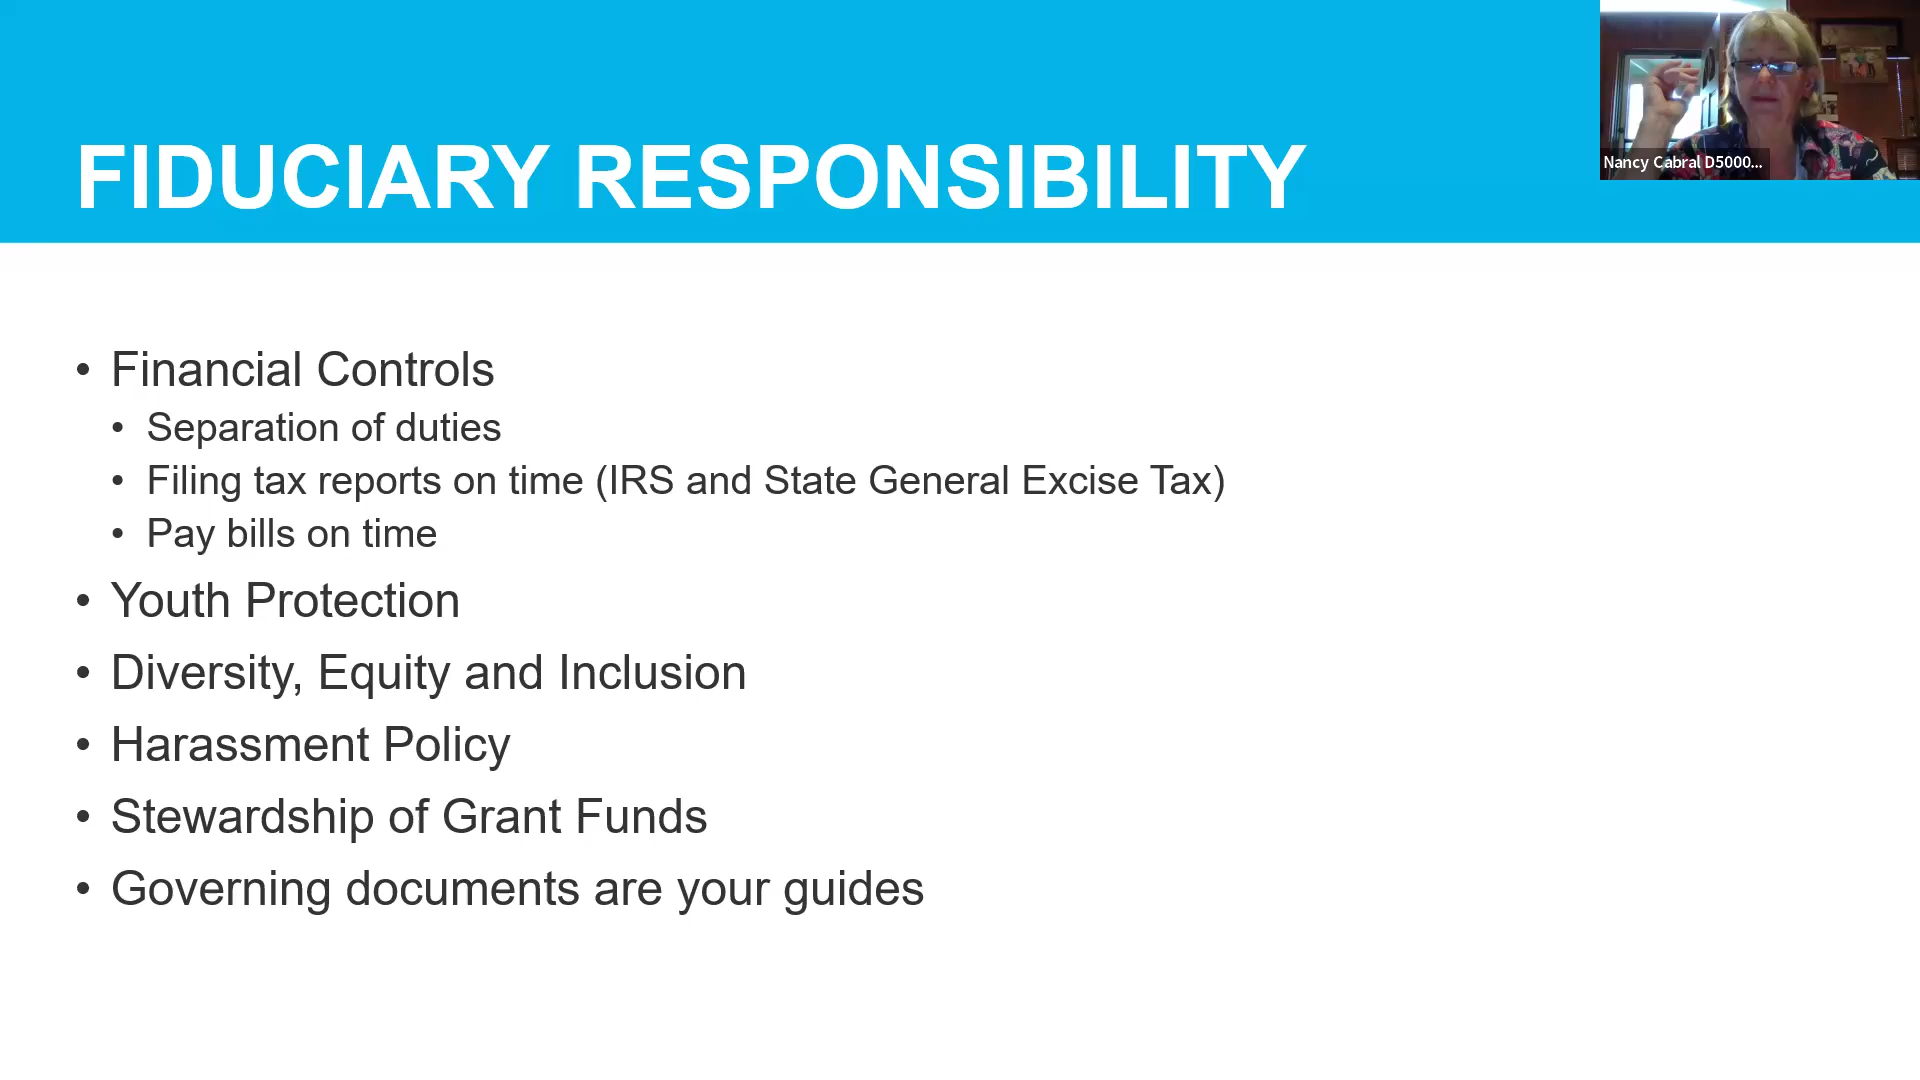 FIDUCIARY RESPONSIBILITY
Nancy Cabral D5000...
• Financial Controls
• Separation of duties
• Filing tax reports on time (IRS and State General Excise Tax)
• Pay bills on time
• Youth Protection
• Diversity, Equity and Inclusion
• Harassment Policy
• Stewardship of Grant Funds
• Governing documents are your guides